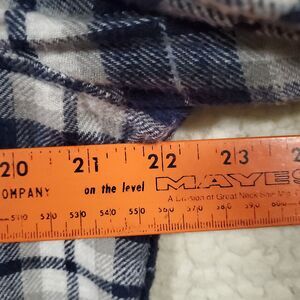 20 21 22 23 2
OMPANY on the level MAYES
A Division of Great Neck Saw Mfg
510 520 530 540 550 560 570 580 590 600